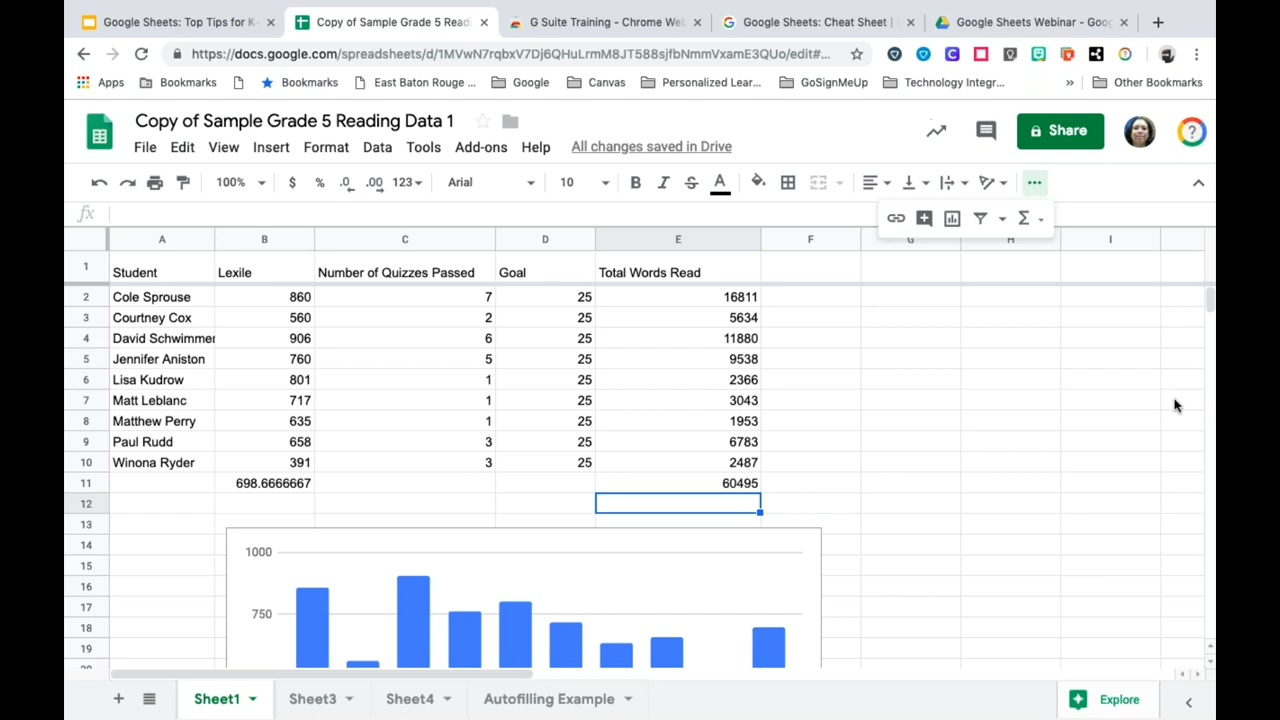 Google Sheets: Top Tips for K- Copy of Sample Grade 5 Readi G Suite Training - Chrome Web Google Sheets: Cheat Sheet | Google Sheets Webinar - Goog
https://docs.google.com/spreadsheets/d/1MVwN7rqbxV7Dj6QHuLrmM8JT588sjfbNmmVxamE3QUo/edit#...
Apps Bookmarks Bookmarks East Baton Rouge ... Google Canvas Personalized Lear... GoSignMeUp Technology Integr... » Other Bookmarks
Copy of Sample Grade 5 Reading Data 1
Share
File Edit View Insert Format Data Tools Add-ons Help All changes saved in Drive
100% $ % .0 .00 123 Arial 10 B I S A
fx
A B C D E F G H I
1 Student Lexile Number of Quizzes Passed Goal Total Words Read
2 Cole Sprouse 860 7 25 16811
3 Courtney Cox 560 2 25 5634
4 David Schwimmer 906 6 25 11880
5 Jennifer Aniston 760 5 25 9538
6 Lisa Kudrow 801 1 25 2366
7 Matt Leblanc 717 1 25 3043
8 Matthew Perry 635 1 25 1953
9 Paul Rudd 658 3 25 6783
10 Winona Ryder 391 3 25 2487
11 698.6666667 60495
12
13
14 1000
15
16
17 750
18
19
20
Sheet1 Sheet3 Sheet4 Autofilling Example Explore